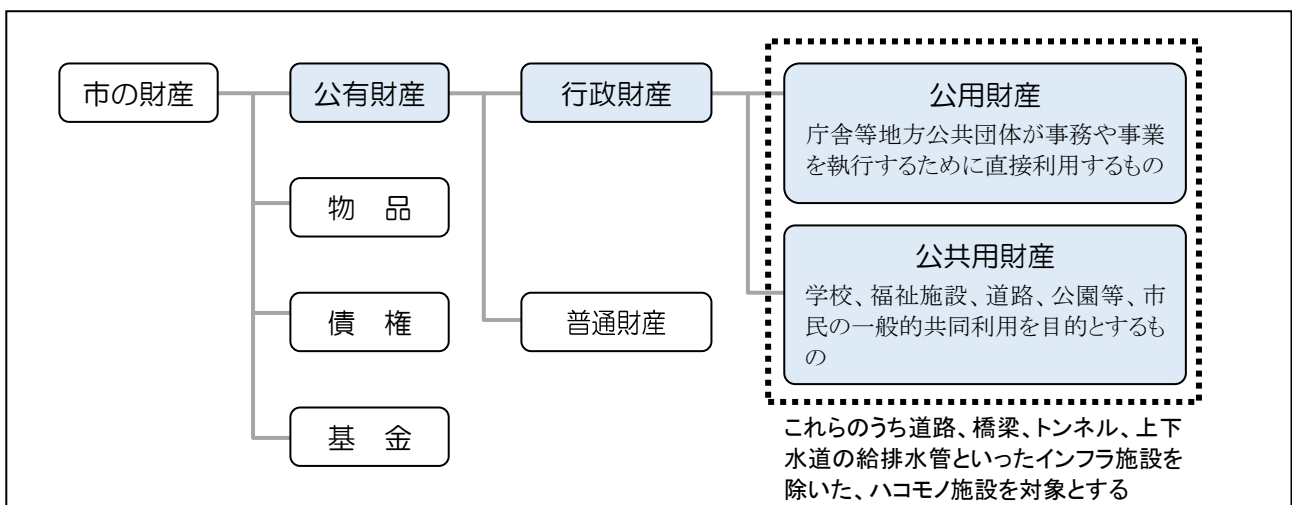 市の財産
公有財産
行政財産
公用財産
庁舎等地方公共団体が事務や事業
を執行するために直接利用するもの
物　品
公共用財産
学校、福祉施設、道路、公園等、市
民の一般的共同利用を目的とするも
の
債　権
普通財産
基　金
これらのうち道路、橋梁、トンネル、上下
水道の給排水管といったインフラ施設を
除いた、ハコモノ施設を対象とする